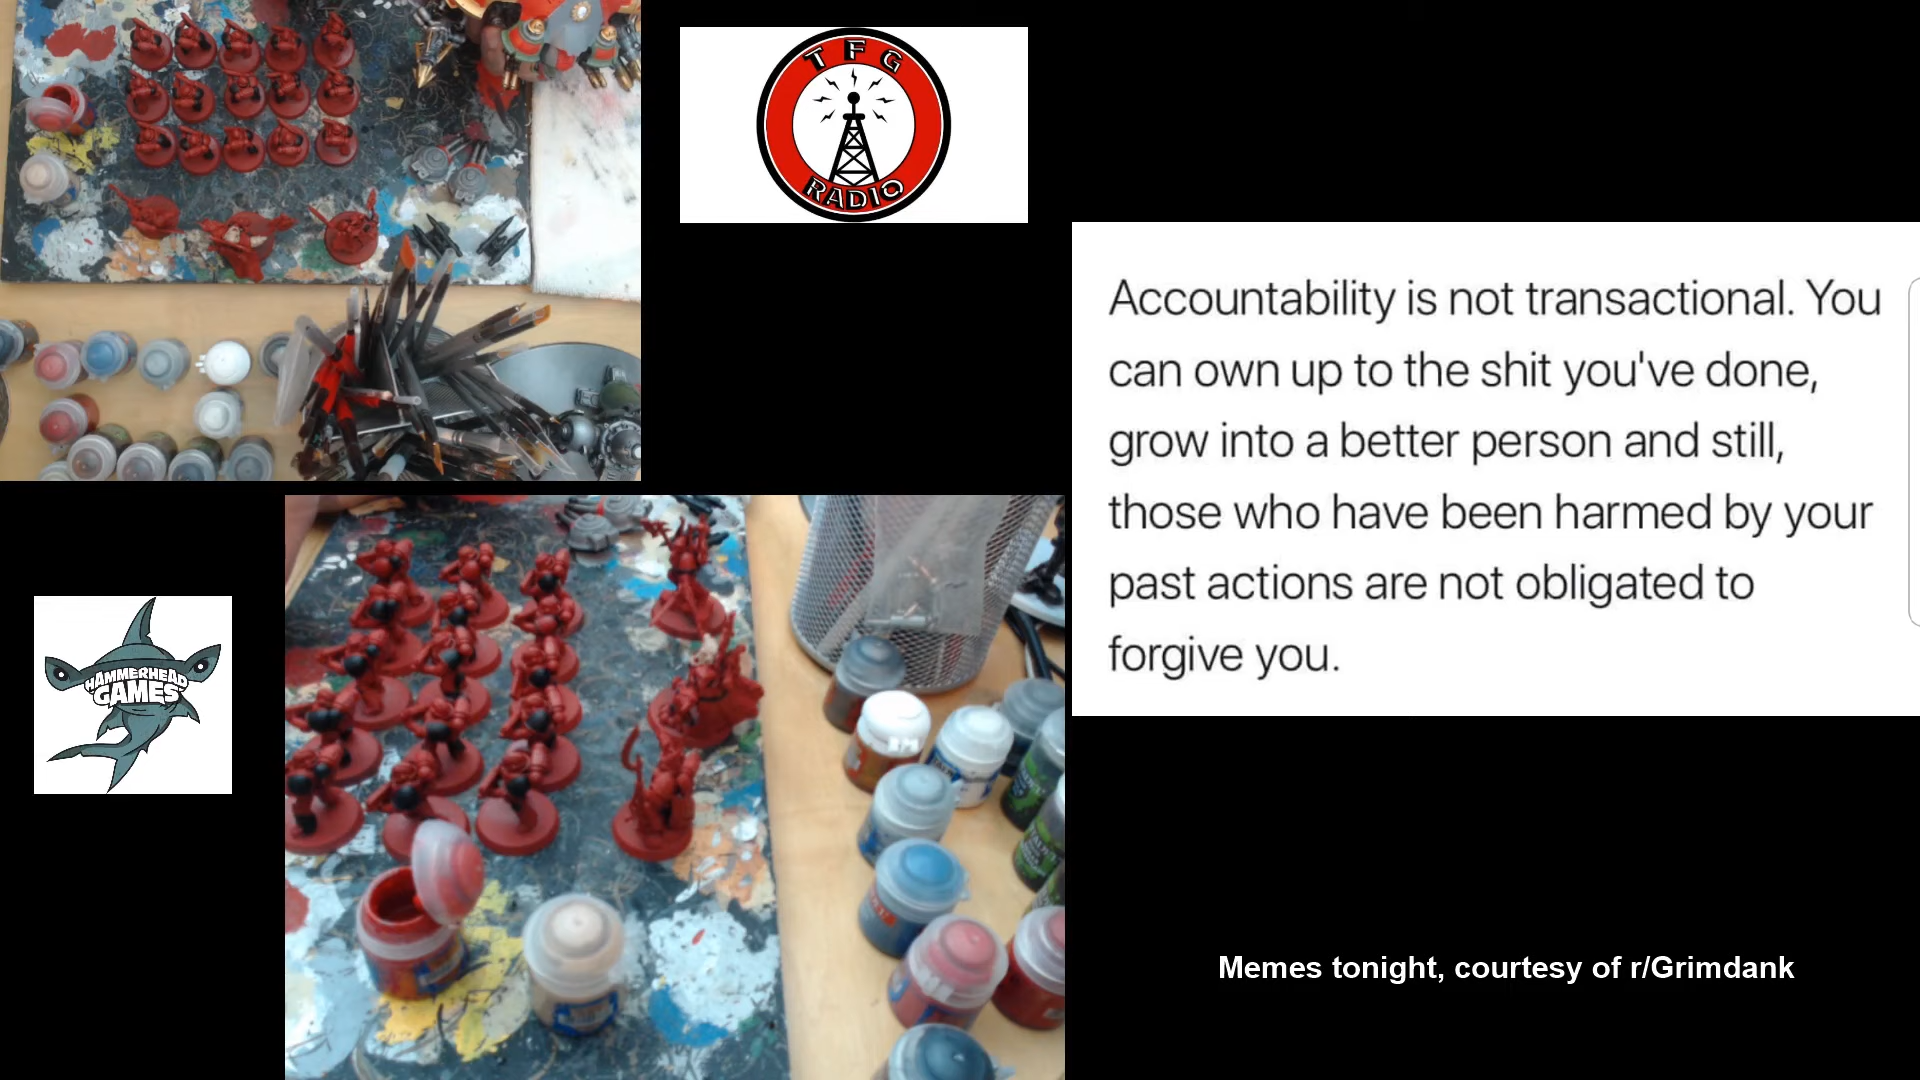 TFG
RADIO
Accountability is not transactional. You
can own up to the shit you've done,
grow into a better person and still,
those who have been harmed by your
past actions are not obligated to
forgive you.
HAMMERHEAD
GAMES
Memes tonight, courtesy of r/Grimdank